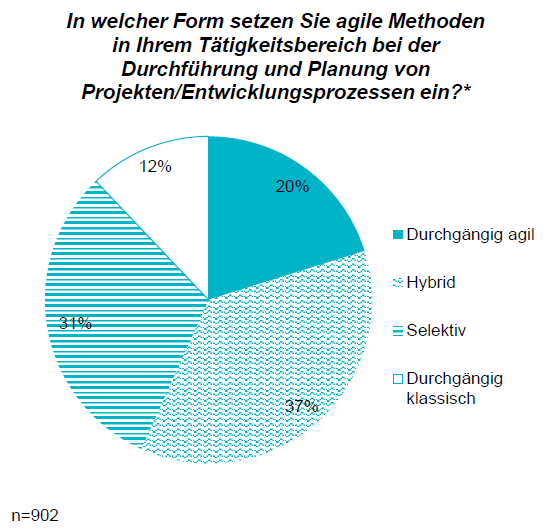 In welcher Form setzen Sie agile Methoden
in Ihrem Tätigkeitsbereich bei der
Durchführung und Planung von
Projekten/Entwicklungsprozessen ein?*
12%
20%
31%
37%
Durchgängig agil
Hybrid
Selektiv
Durchgängig
klassisch
n=902